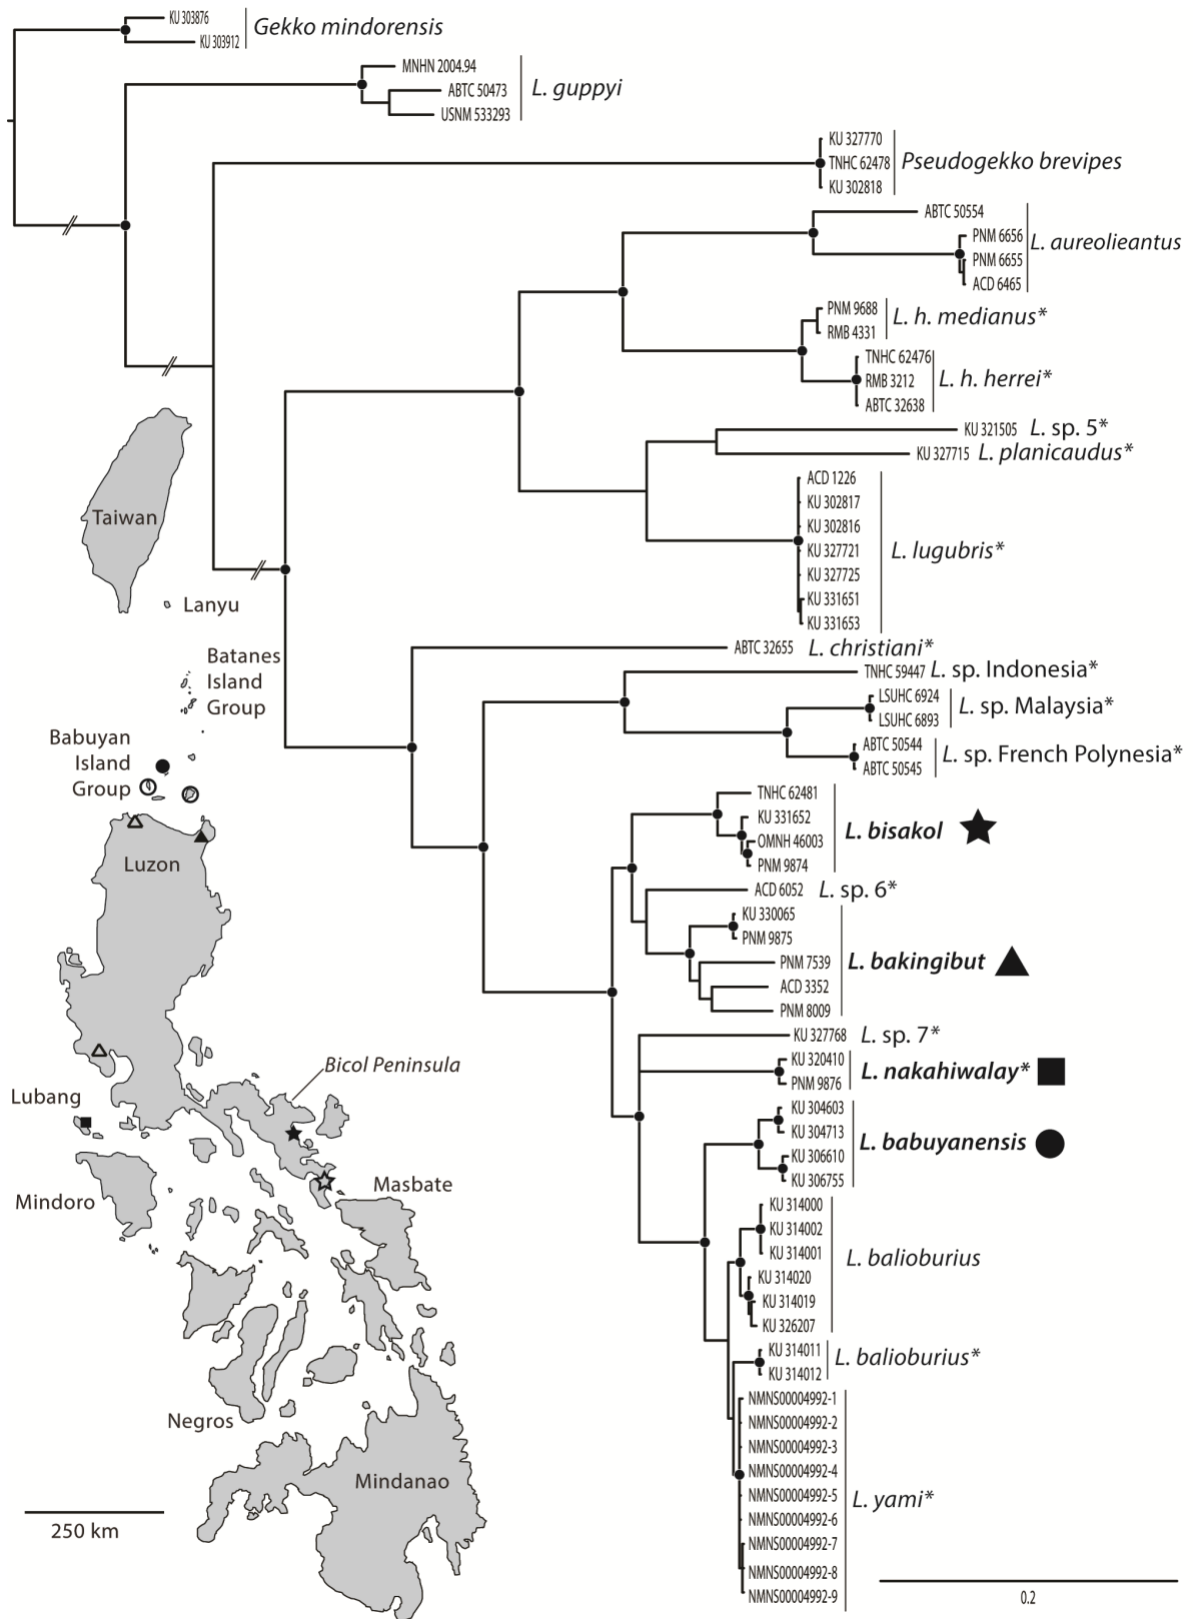 KU 303876
KU 303912
Gekko mindorensis
MNHN 2004.94
ABTC 50473
USNM 533293
L. guppyi
KU 327770
TNHC 62478
KU 302818
Pseudogekko brevipes
ABTC 50554
PNM 6656
PNM 6655
ACD 6465
L. aureolieantus
PNM 9688
RMB 4331
L. h. medianus*
TNHC 62476
RMB 3212
ABTC 32638
L. h. herrei*
KU 321505 L. sp. 5*
KU 327715 L. planicaudus*
ACD 1226
KU 302817
KU 302816
KU 327721
KU 327725
KU 331651
KU 331653
L. lugubris*
ABTC 32655 L. christiani*
TNHC 59447 L. sp. Indonesia*
LSUHC 6924
LSUHC 6893
L. sp. Malaysia*
ABTC 50544
ABTC 50545
L. sp. French Polynesia*
TNHC 62481
KU 331652
OMNH 46003
PNM 9874
L. bisakol
ACD 6052 L. sp. 6*
KU 330065
PNM 9875
PNM 7539
ACD 3352
PNM 8009
L. bakingibut
KU 327768 L. sp. 7*
KU 320410
PNM 9876
L. nakahiwalay*
KU 304603
KU 304713
KU 306610
KU 306755
L. babuyanensis
KU 314000
KU 314002
KU 314001
KU 314020
KU 314019
KU 326207
L. balioburius
KU 314011
KU 314012
L. balioburius*
NMNS00004992-1
NMNS00004992-2
NMNS00004992-3
NMNS00004992-4
NMNS00004992-5
NMNS00004992-6
NMNS00004992-7
NMNS00004992-8
NMNS00004992-9
L. yami*
0.2
Taiwan
Lanyu
Batanes
Island
Group
Babuyan
Island
Group
Luzon
Bicol Peninsula
Lubang
Mindoro
Masbate
Negros
Mindanao
250 km